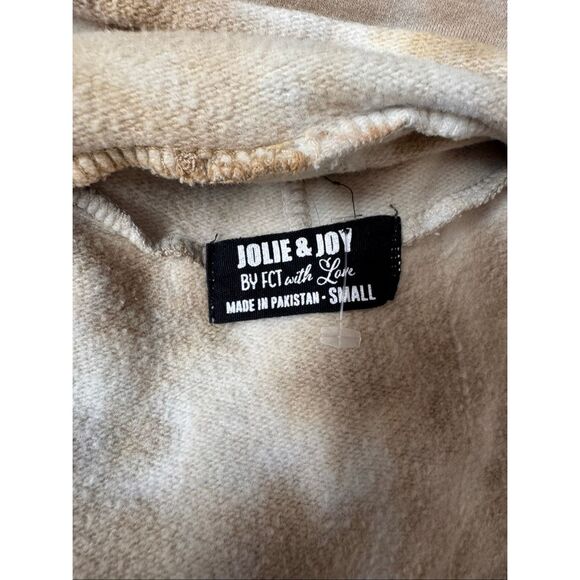 JOLIE & JOY
BY FCT with Love
MADE IN PAKISTAN - SMALL